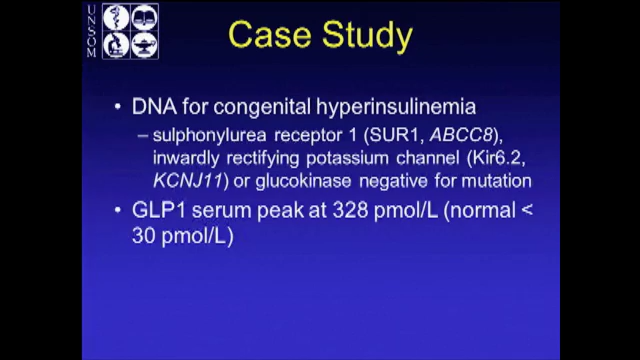 UNSOM
Case Study
• DNA for congenital hyperinsulinemia
– sulphonylurea receptor 1 (SUR1, ABCC8),
inwardly rectifying potassium channel (Kir6.2,
KCNJ11) or glucokinase negative for mutation
• GLP1 serum peak at 328 pmol/L (normal <
30 pmol/L)